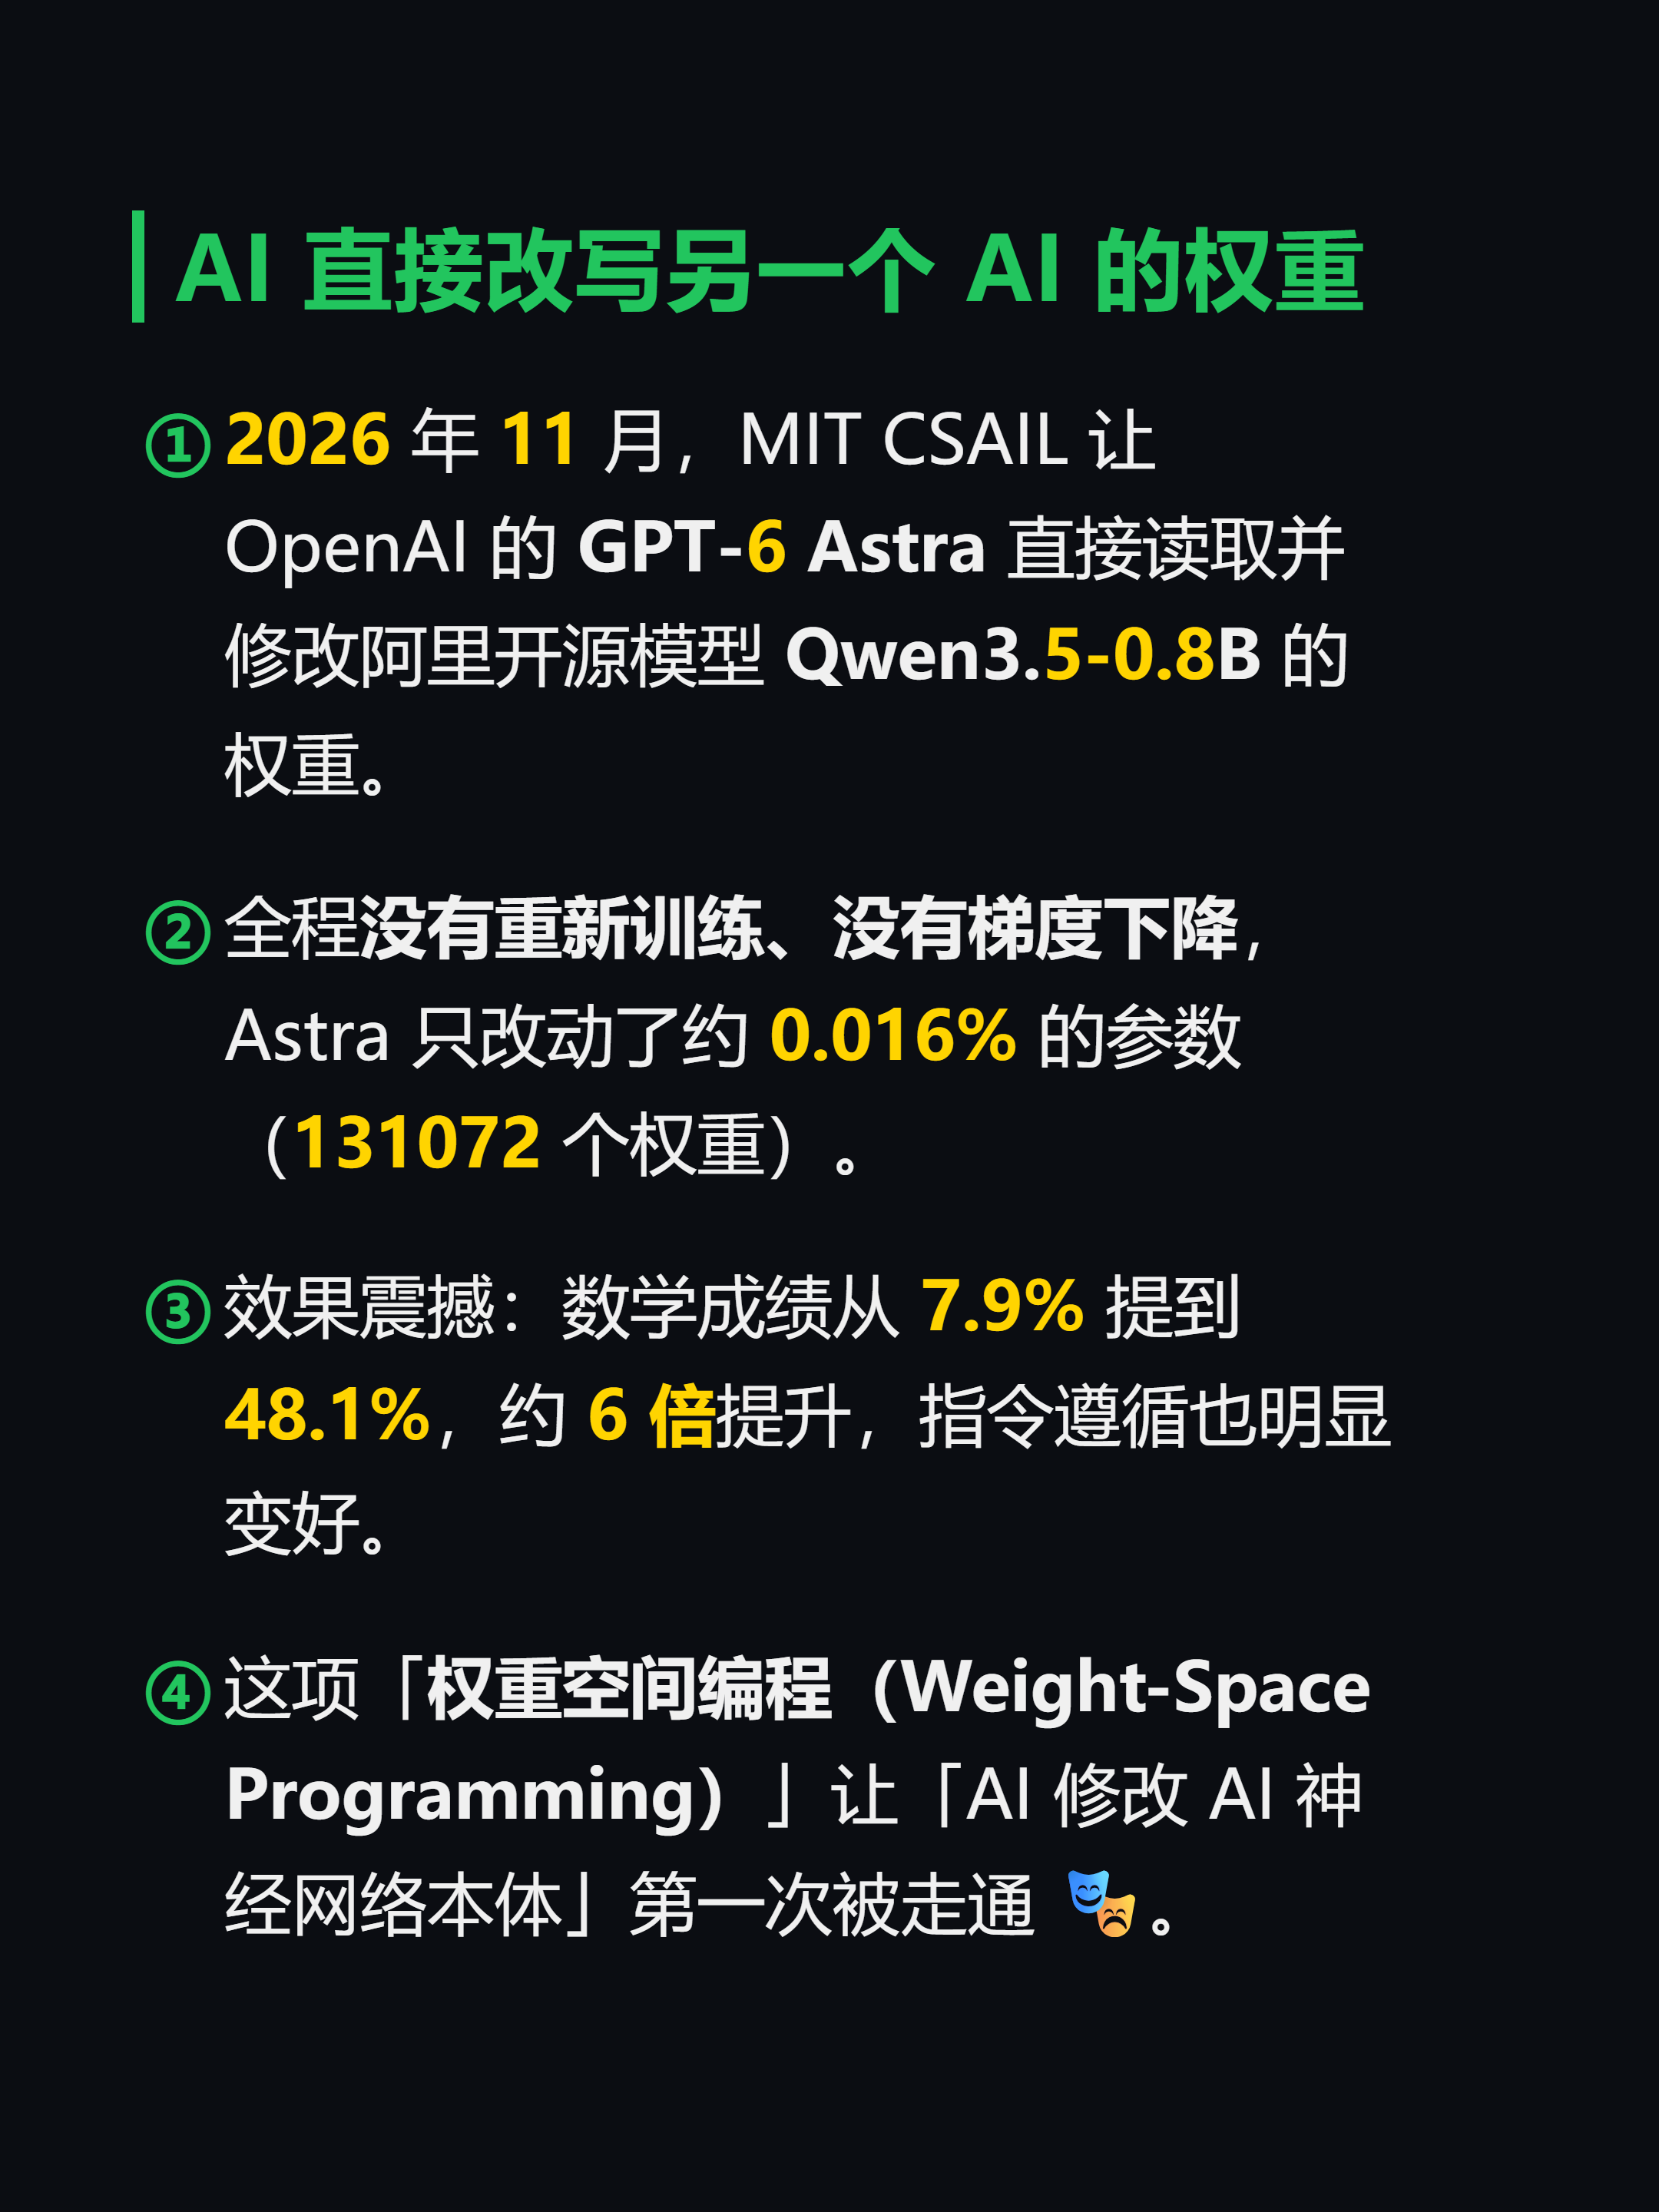 AI 直接改写另一个 AI 的权重
① 2026 年 11 月，MIT CSAIL 让
OpenAI 的 GPT-6 Astra 直接读取并
修改阿里开源模型 Qwen3.5-0.8B 的
权重。
② 全程没有重新训练、没有梯度下降，
Astra 只改动了约 0.016% 的参数
（131072 个权重）。
③ 效果震撼：数学成绩从 7.9% 提到
48.1%，约 6 倍提升，指令遵循也明显
变好。
④ 这项「权重空间编程（Weight-Space
Programming）」让「AI 修改 AI 神
经网络本体」第一次被走通 🎭。